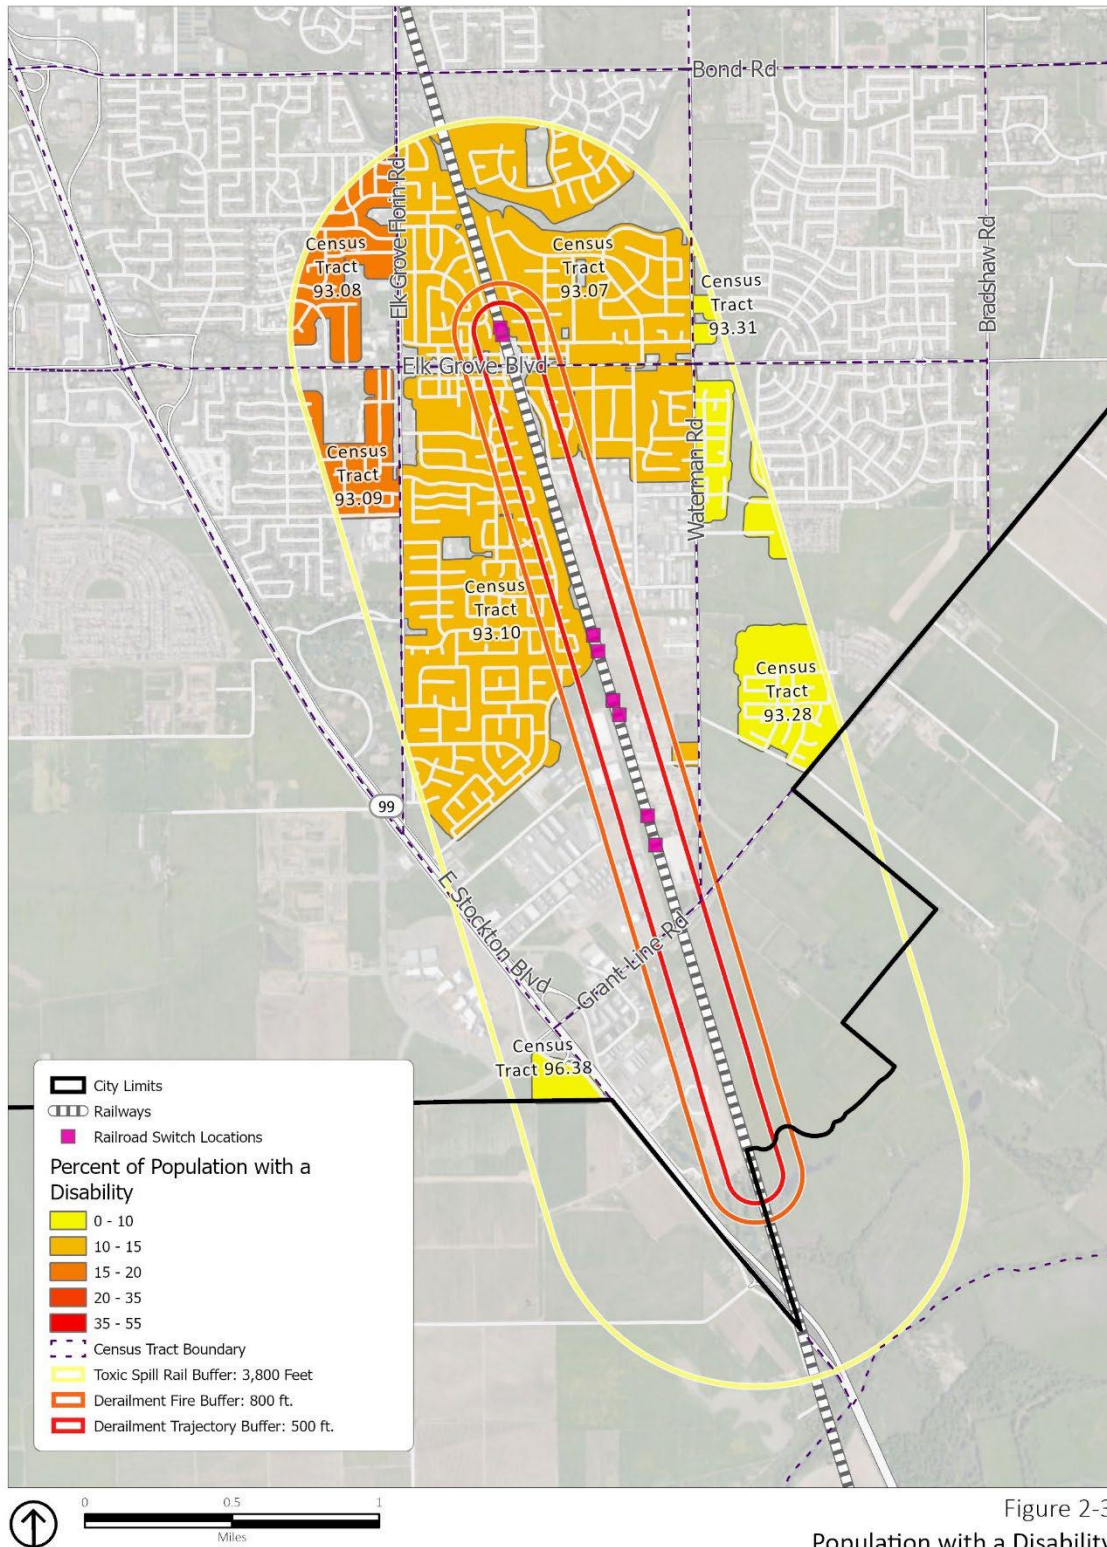 Bond Rd
Elk Grove Florin Rd
Census
Tract
93.08
Census
Tract
93.07
Census
Tract
93.31
Bradshaw Rd
Elk Grove Blvd
Census
Tract
93.09
Waterman Rd
Census
Tract
93.10
Census
Tract
93.28
99
E Stockton Blvd
Grant Line Rd
Census
Tract 96.38
City Limits
Railways
Railroad Switch Locations
Percent of Population with a
Disability
0 - 10
10 - 15
15 - 20
20 - 35
35 - 55
Census Tract Boundary
Toxic Spill Rail Buffer: 3,800 Feet
Derailment Fire Buffer: 800 ft.
Derailment Trajectory Buffer: 500 ft.
0 0.5 1
Miles
Figure 2-3
Population with a Disability